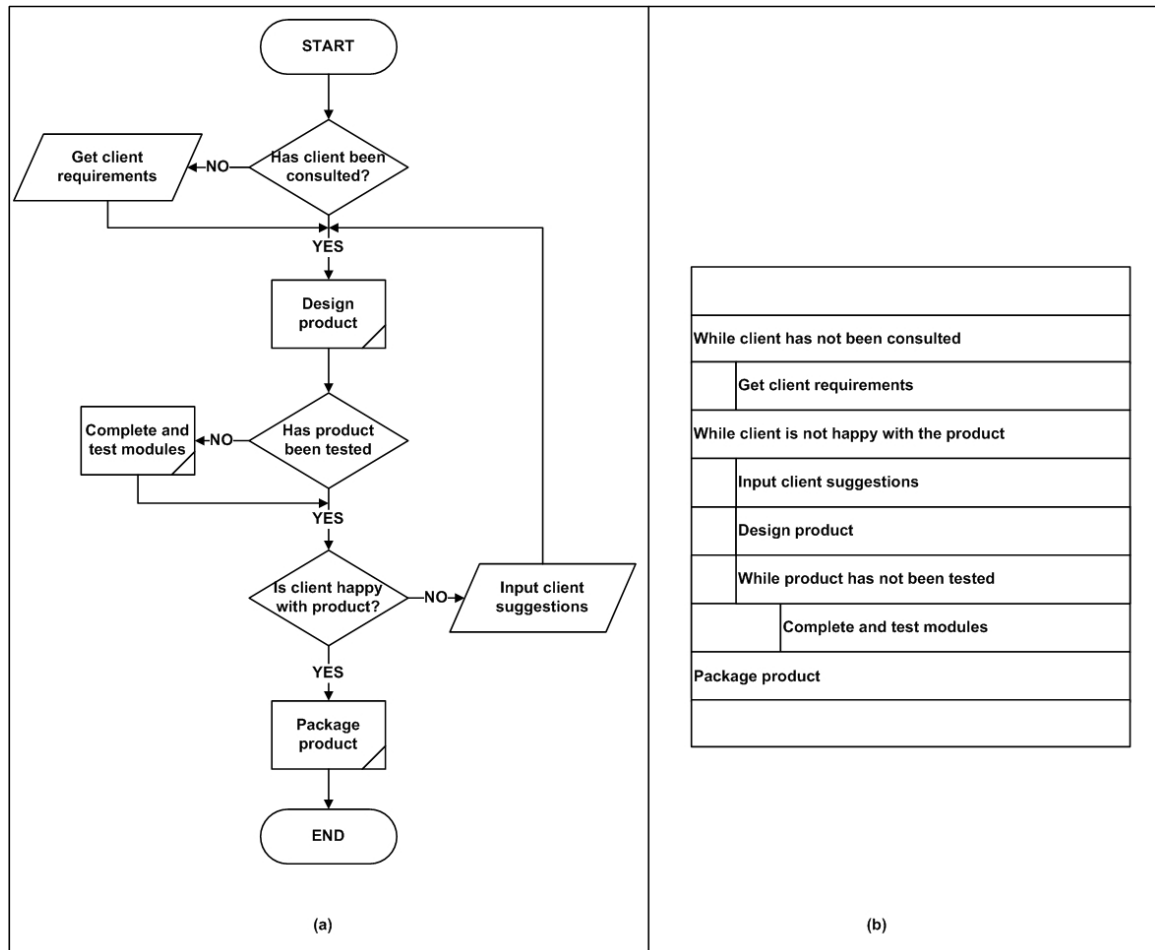 START
Has client been
consulted?
NO
Get client
requirements
YES
Design
product
Has product
been tested
NO
Complete and
test modules
YES
Is client happy
with product?
NO
Input client
suggestions
YES
Package
product
END
(a)
While client has not been consulted
Get client requirements
While client is not happy with the product
Input client suggestions
Design product
While product has not been tested
Complete and test modules
Package product
(b)